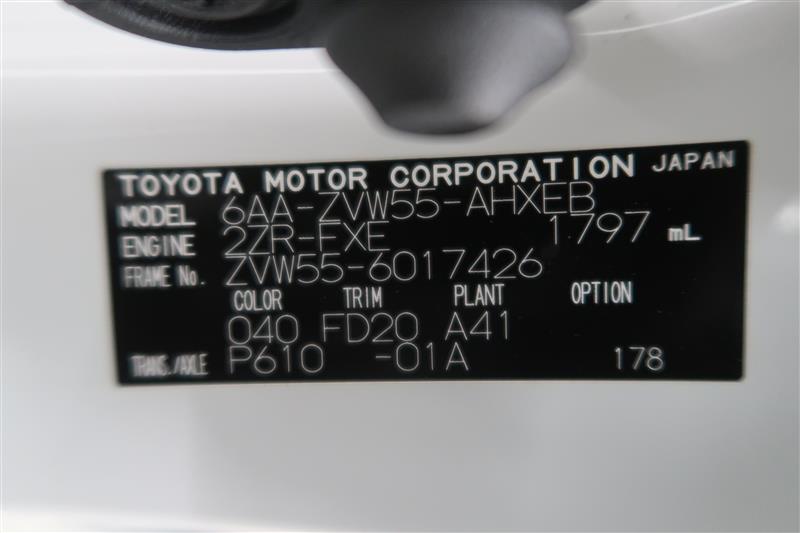 TOYOTA MOTOR CORPORATION JAPAN
MODEL 6AA-ZVW55-AHXEB
ENGINE 2ZR-FXE 1797 mL
FRAME No. ZVW55-6017426
COLOR TRIM PLANT OPTION
040 FD20 A41
TRANS./AXLE P610 -01A 178